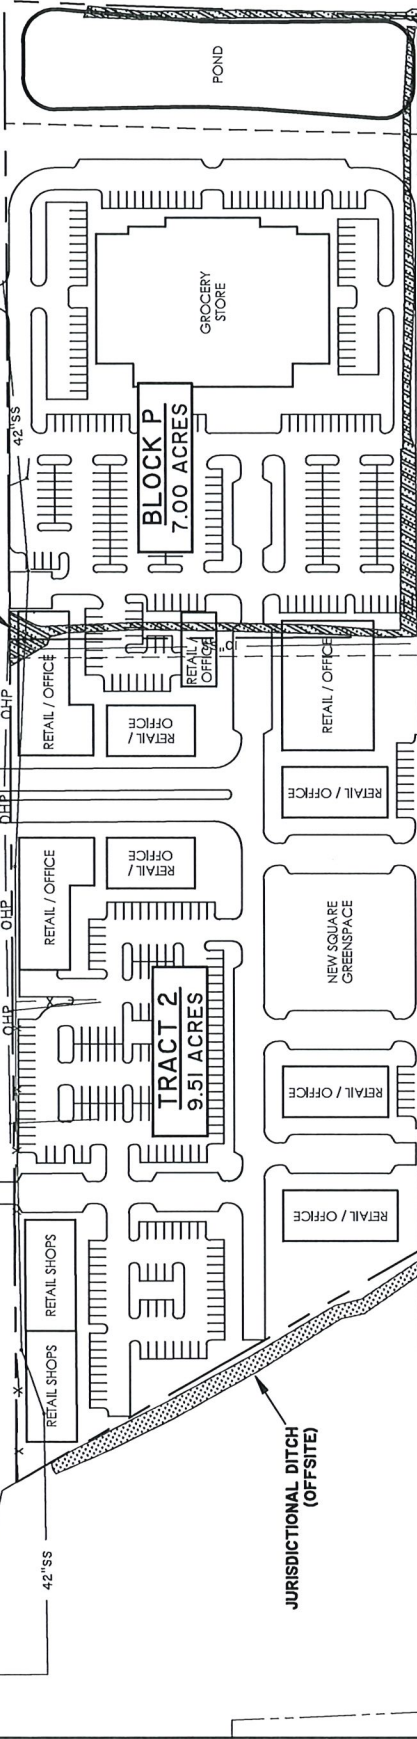 POND
GROCERY
STORE
42"SS
BLOCK P
7.00 ACRES
OHP
RETAIL / OFFICE
RETAIL /
OFFICE
RETAIL / OFFICE
RETAIL /
OFFICE
RETAIL / OFFICE
OHP
OHP
RETAIL / OFFICE
RETAIL /
OFFICE
NEW SQUARE
GREENSPACE
OHP
TRACT 2
9.51 ACRES
RETAIL / OFFICE
RETAIL / OFFICE
RETAIL SHOPS
RETAIL SHOPS
X
X
JURISDICTIONAL DITCH
(OFFSITE)
42"SS